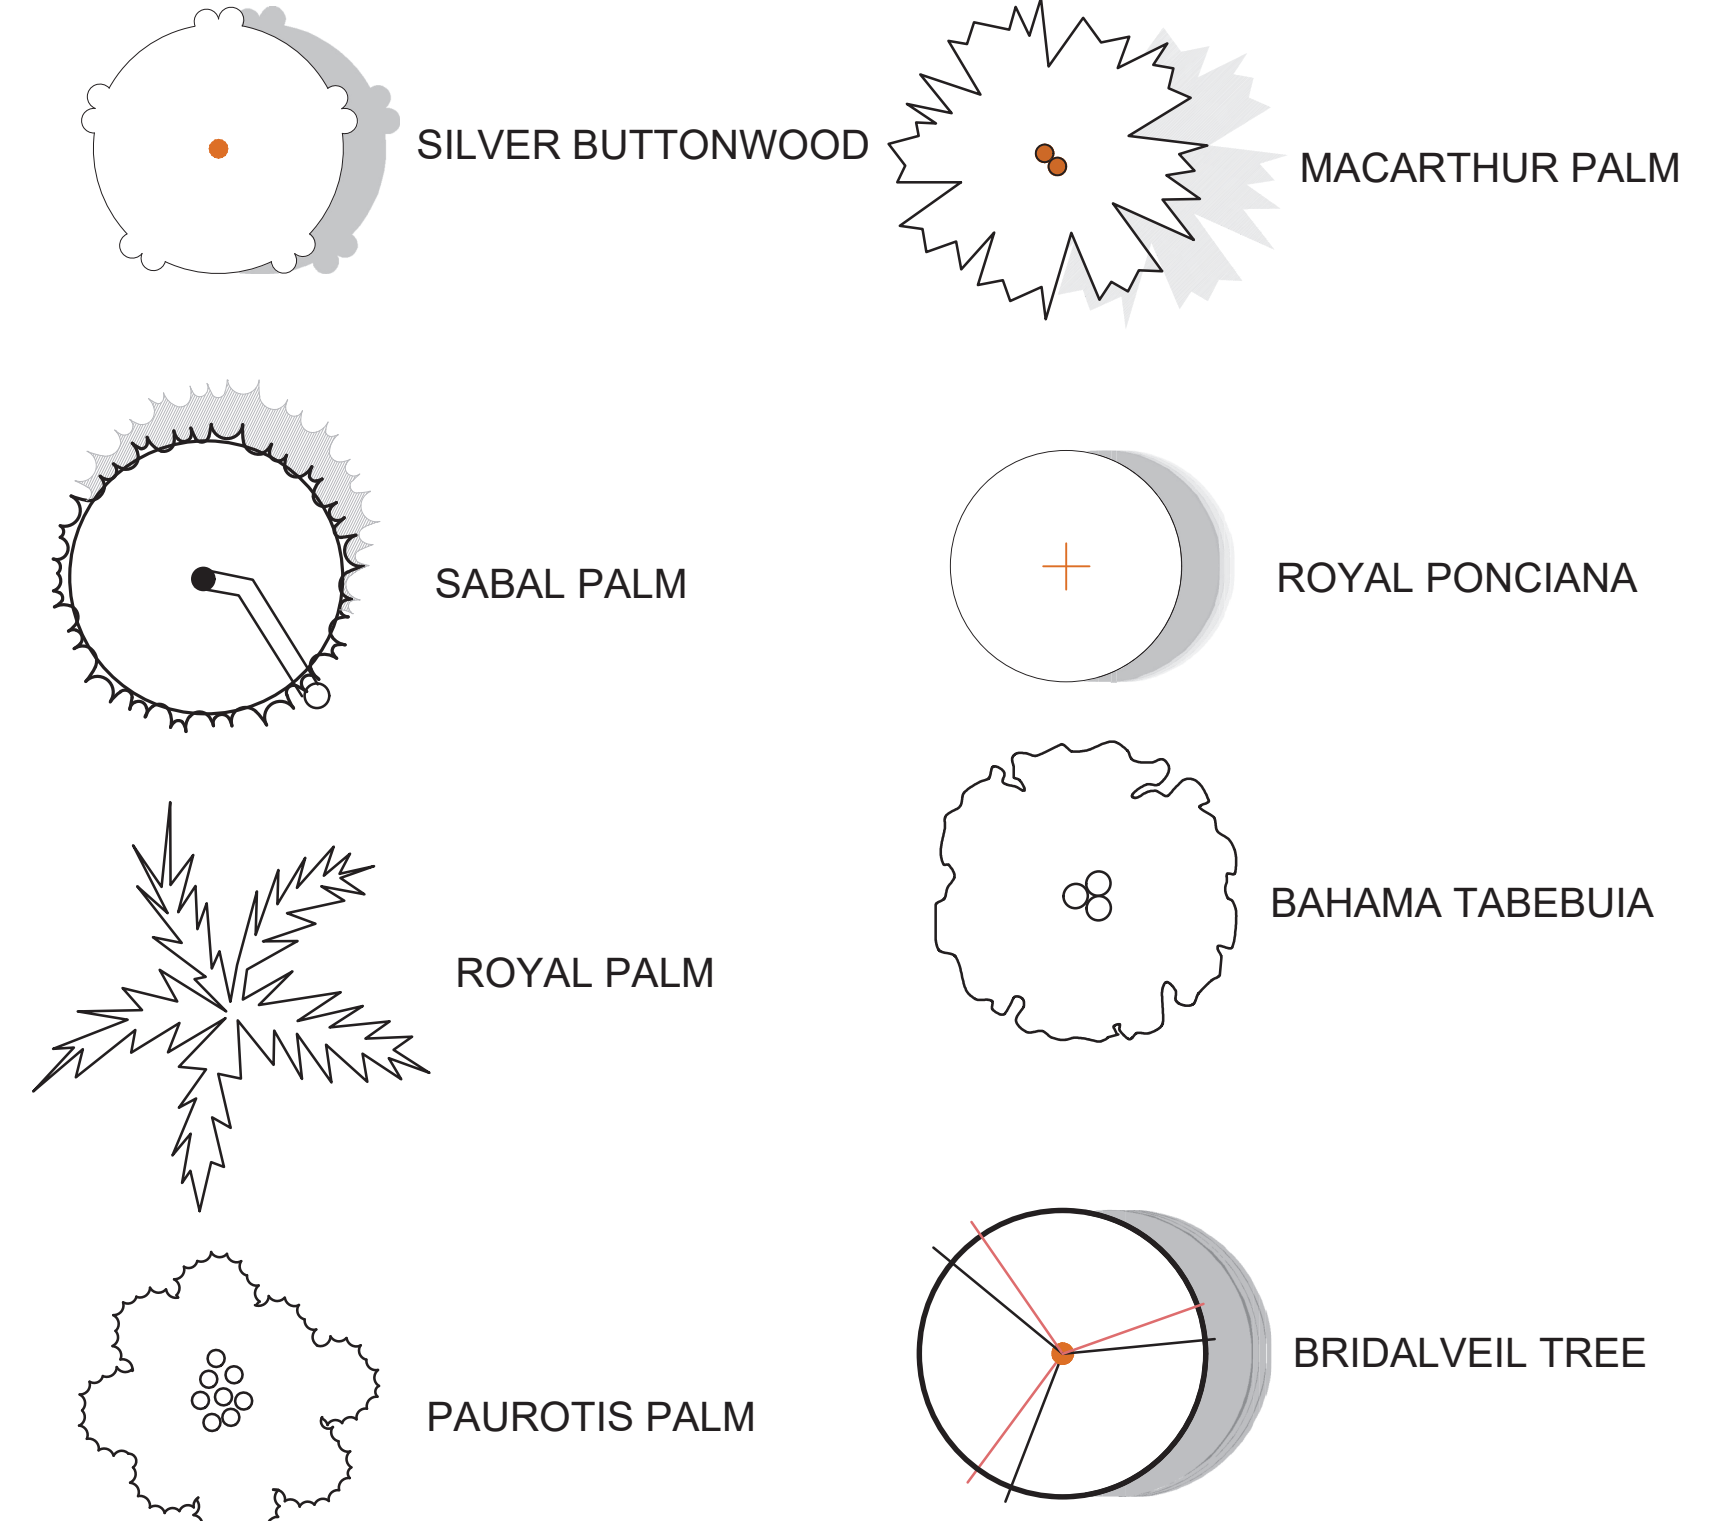 SILVER BUTTONWOOD
MACARTHUR PALM
SABAL PALM
ROYAL PONCIANA
ROYAL PALM
BAHAMA TABEBUIA
PAUROTIS PALM
BRIDALVEIL TREE